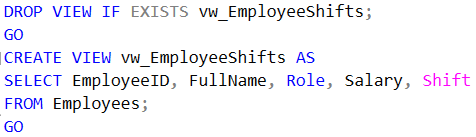 DROP VIEW IF EXISTS vw_EmployeeShifts;
GO
CREATE VIEW vw_EmployeeShifts AS
SELECT EmployeeID, FullName, Role, Salary, Shift
FROM Employees;
GO